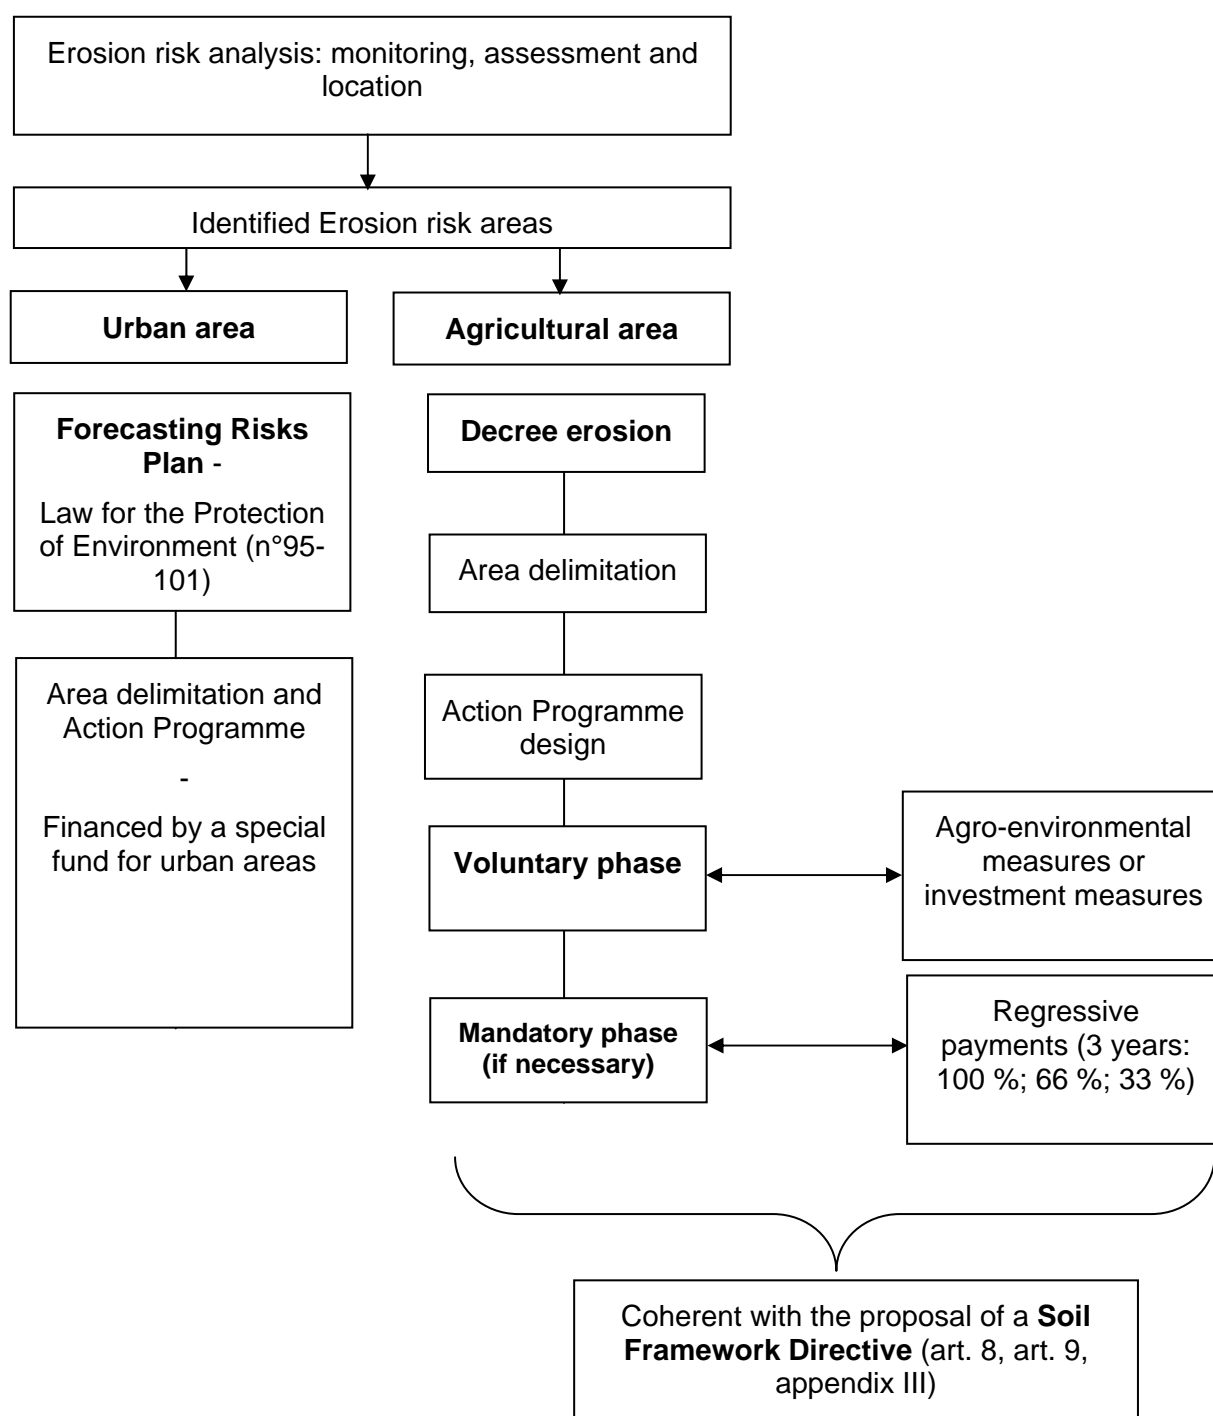 Erosion risk analysis: monitoring, assessment and
location
Identified Erosion risk areas
Urban area
Agricultural area
Forecasting Risks
Plan -
Law for the Protection
of Environment (n°95-
101)
Area delimitation and
Action Programme
-
Financed by a special
fund for urban areas
Decree erosion
Area delimitation
Action Programme
design
Voluntary phase
Agro-environmental
measures or
investment measures
Mandatory phase
(if necessary)
Regressive
payments (3 years:
100 %; 66 %; 33 %)
Coherent with the proposal of a Soil
Framework Directive (art. 8, art. 9,
appendix III)